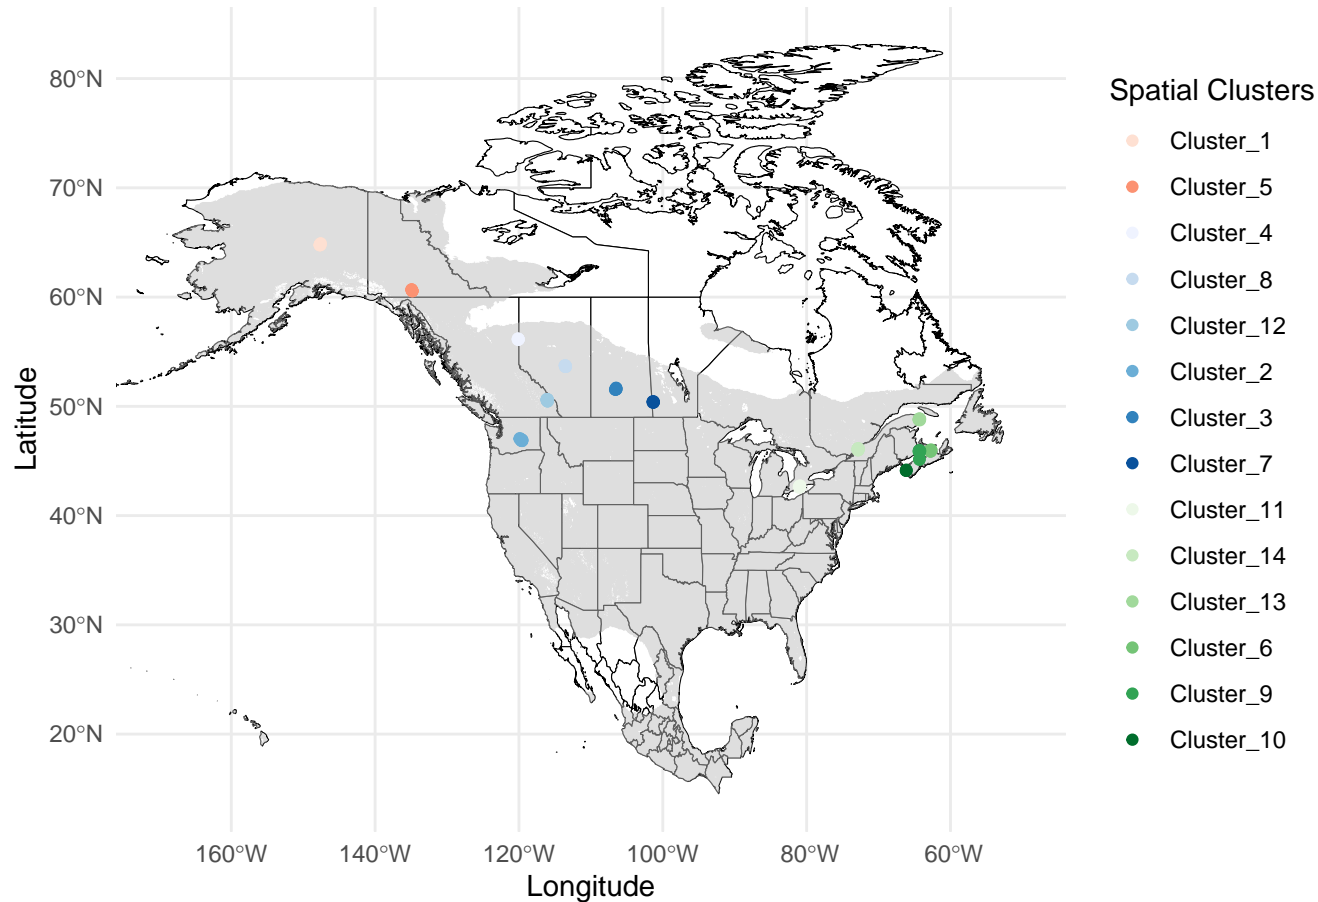 80°N
70°N
60°N
50°N
40°N
30°N
20°N
Latitude
160°W
140°W
120°W
100°W
80°W
60°W
Longitude
Spatial Clusters
Cluster_1
Cluster_5
Cluster_4
Cluster_8
Cluster_12
Cluster_2
Cluster_3
Cluster_7
Cluster_11
Cluster_14
Cluster_13
Cluster_6
Cluster_9
Cluster_10